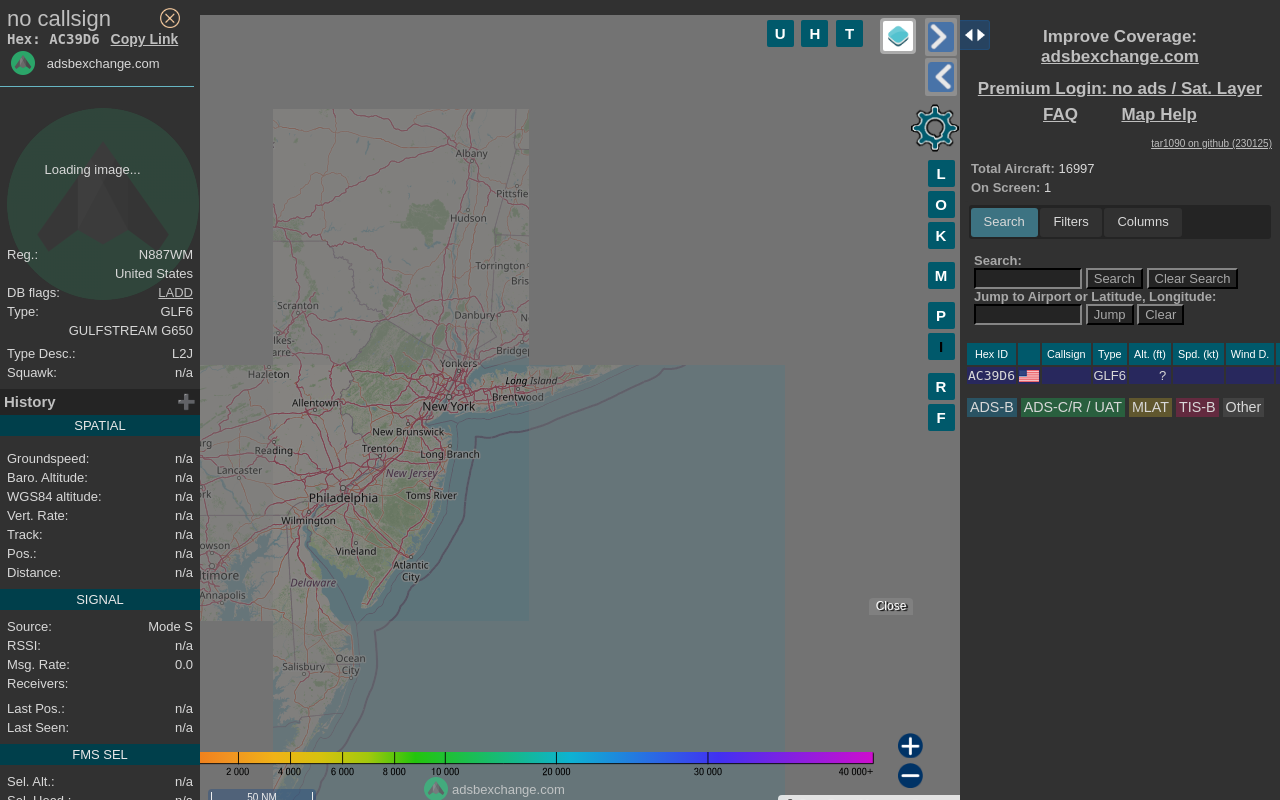 no callsign
Hex: AC39D6 Copy Link
adsbexchange.com
Loading image...
Reg.: N887WM
United States
DB flags: LADD
Type: GLF6
GULFSTREAM G650
Type Desc.: L2J
Squawk: n/a
History
SPATIAL
Groundspeed: n/a
Baro. Altitude: n/a
WGS84 altitude: n/a
Vert. Rate: n/a
Track: n/a
Pos.: n/a
Distance: n/a
SIGNAL
Source: Mode S
RSSI: n/a
Msg. Rate: 0.0
Receivers:
Last Pos.: n/a
Last Seen: n/a
FMS SEL
Sel. Alt.: n/a
Sel. Head.: n/a
U H T
L
O
K
M
P
I
R
F
Albany
Pittsfie
Hudson
Torrington
Bris
Scranton
Danbury
N
lkes-
arre
Bridgep
Yonkers
Hazleton
Long Island
Brentwood
Allentown
New York
New Brunswick
rg
Reading
Trenton
Long Branch
Lancaster
New Jersey
rk
Philadelphia
Toms River
Wilmington
owson
Vineland
ltimore
Atlantic
City
Delaware
Annapolis
Close
Ocean
City
Salisbury
2 000 4 000 6 000 8 000 10 000 20 000 30 000 40 000+
adsbexchange.com
50 NM
Improve Coverage:
adsbexchange.com
Premium Login: no ads / Sat. Layer
FAQ Map Help
tar1090 on github (230125)
Total Aircraft: 16997
On Screen: 1
Search Filters Columns
Search:
Search Clear Search
Jump to Airport or Latitude, Longitude:
Jump Clear
Hex ID Callsign Type Alt. (ft) Spd. (kt) Wind D.
AC39D6 GLF6 ?
ADS-B ADS-C/R / UAT MLAT TIS-B Other